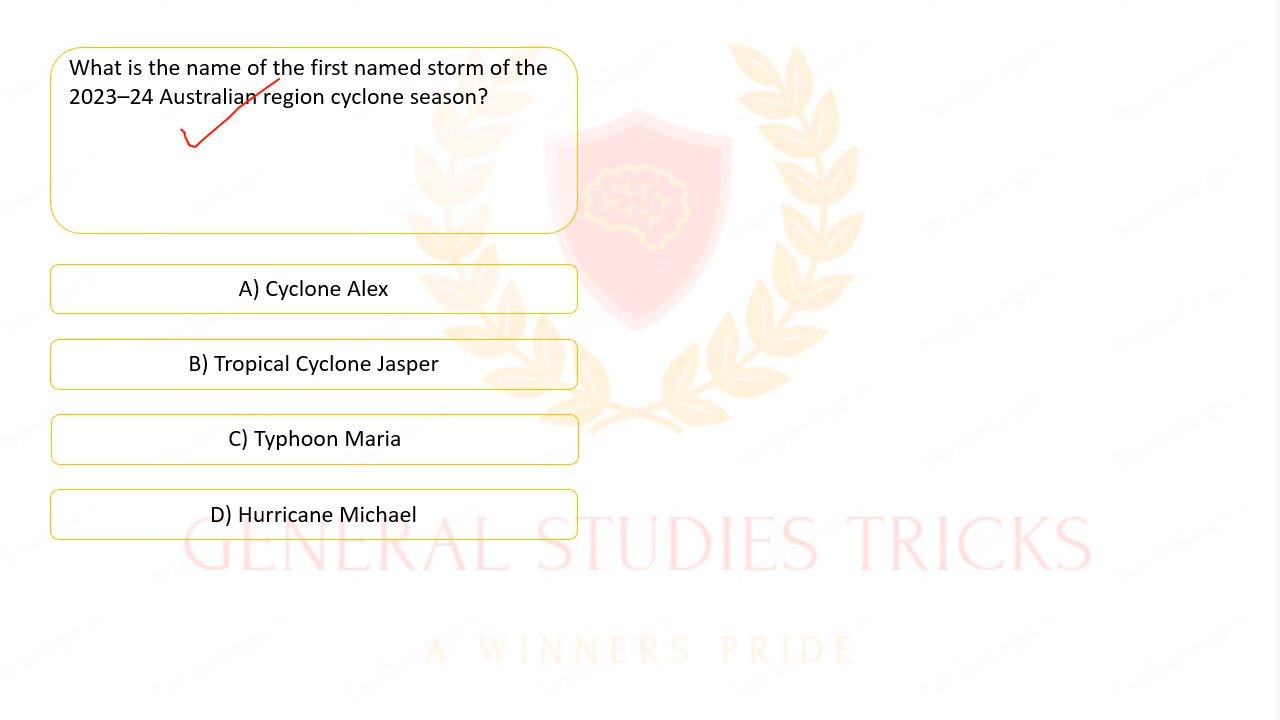 What is the name of the first named storm of the
2023–24 Australian region cyclone season?
A) Cyclone Alex
B) Tropical Cyclone Jasper
C) Typhoon Maria
D) Hurricane Michael
GENERAL STUDIES TRICKS
A WINNERS PRIDE